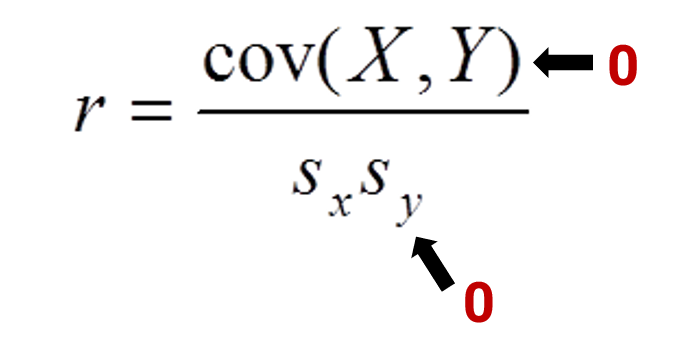 r = cov(X, Y) / s_x s_y
0
0